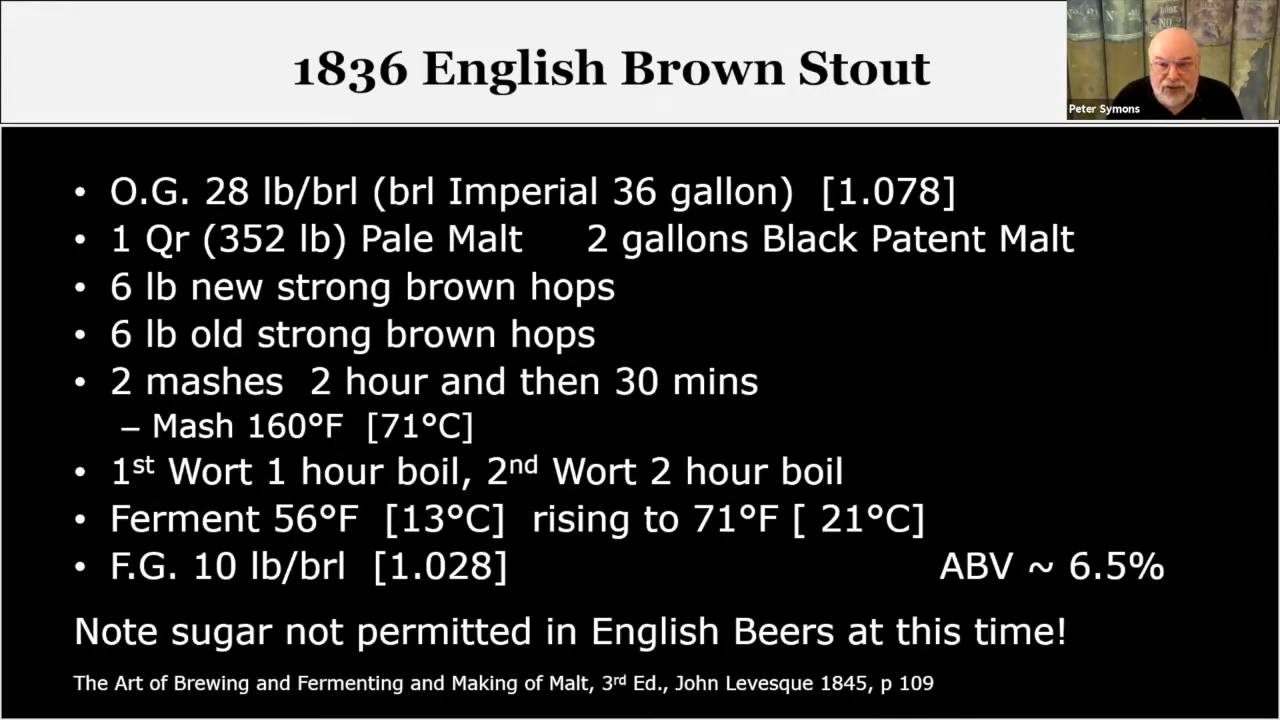 1836 English Brown Stout
Peter Symons
• O.G. 28 lb/brl (brl Imperial 36 gallon) [1.078]
• 1 Qr (352 lb) Pale Malt 2 gallons Black Patent Malt
• 6 lb new strong brown hops
• 6 lb old strong brown hops
• 2 mashes 2 hour and then 30 mins
– Mash 160°F [71°C]
• 1st Wort 1 hour boil, 2nd Wort 2 hour boil
• Ferment 56°F [13°C] rising to 71°F [ 21°C]
• F.G. 10 lb/brl [1.028] ABV ~ 6.5%
Note sugar not permitted in English Beers at this time!
The Art of Brewing and Fermenting and Making of Malt, 3rd Ed., John Levesque 1845, p 109